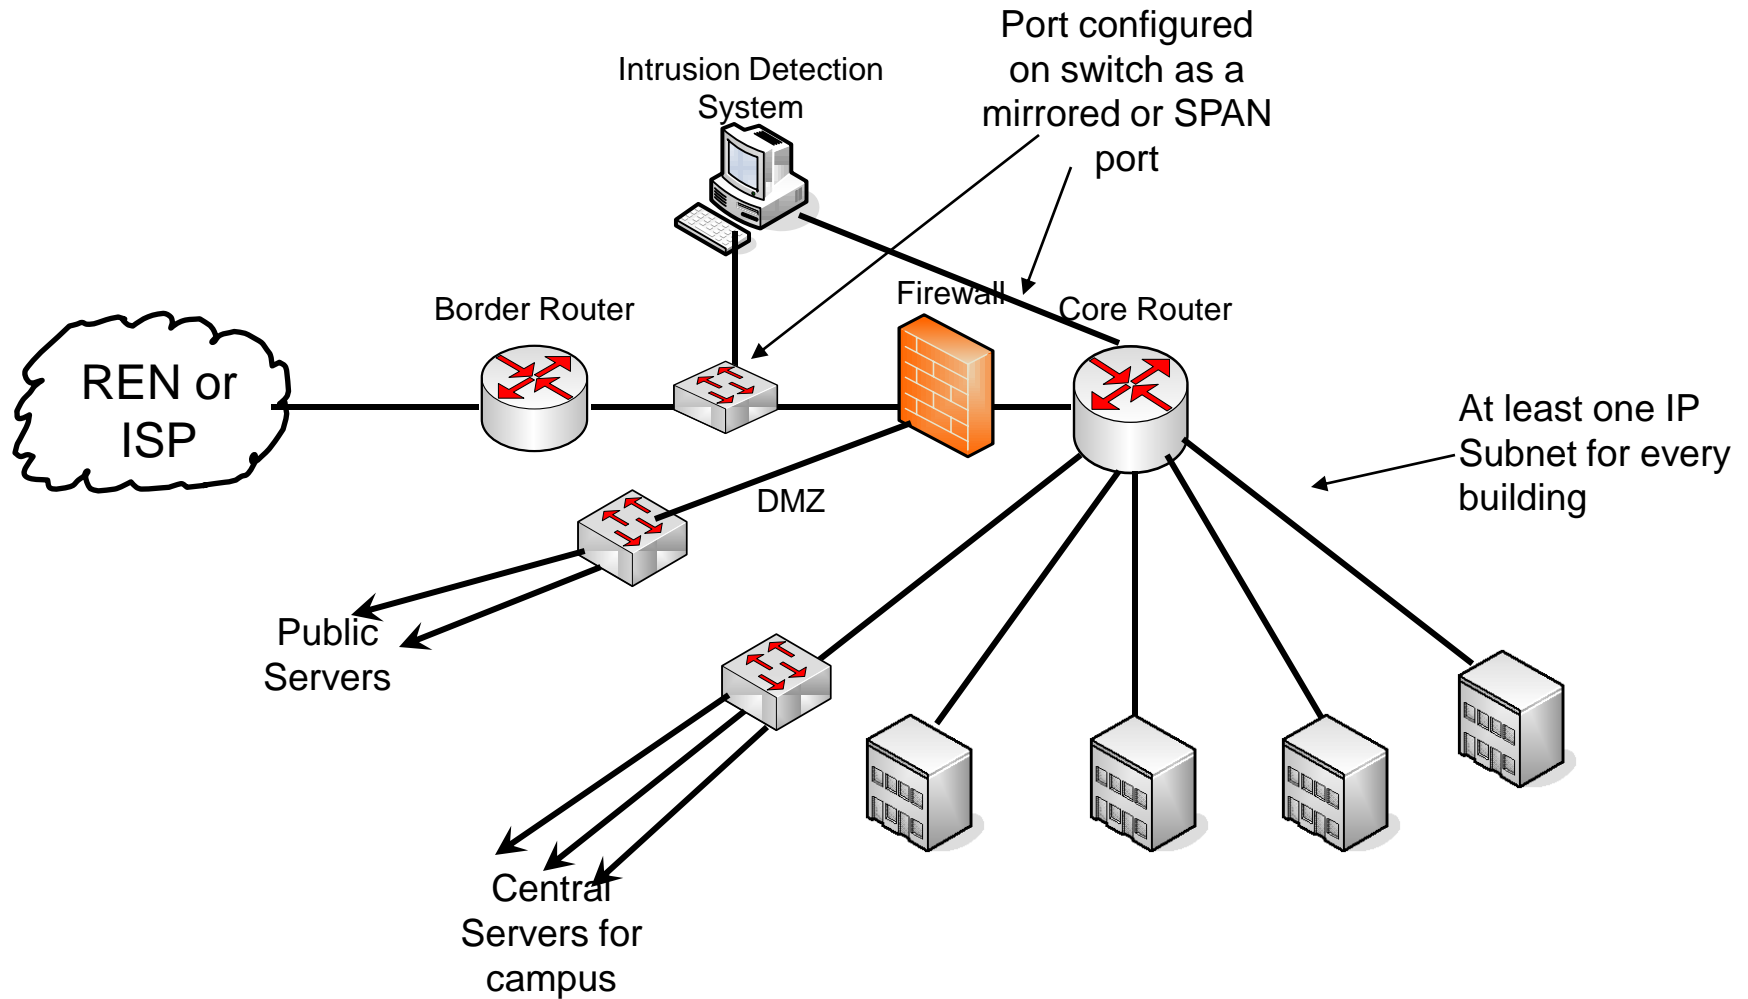 Port configured
on switch as a
mirrored or SPAN
port
Intrusion Detection
System
Firewall
Border Router
Core Router
REN or
ISP
At least one IP
Subnet for every
building
DMZ
Public
Servers
Central
Servers for
campus